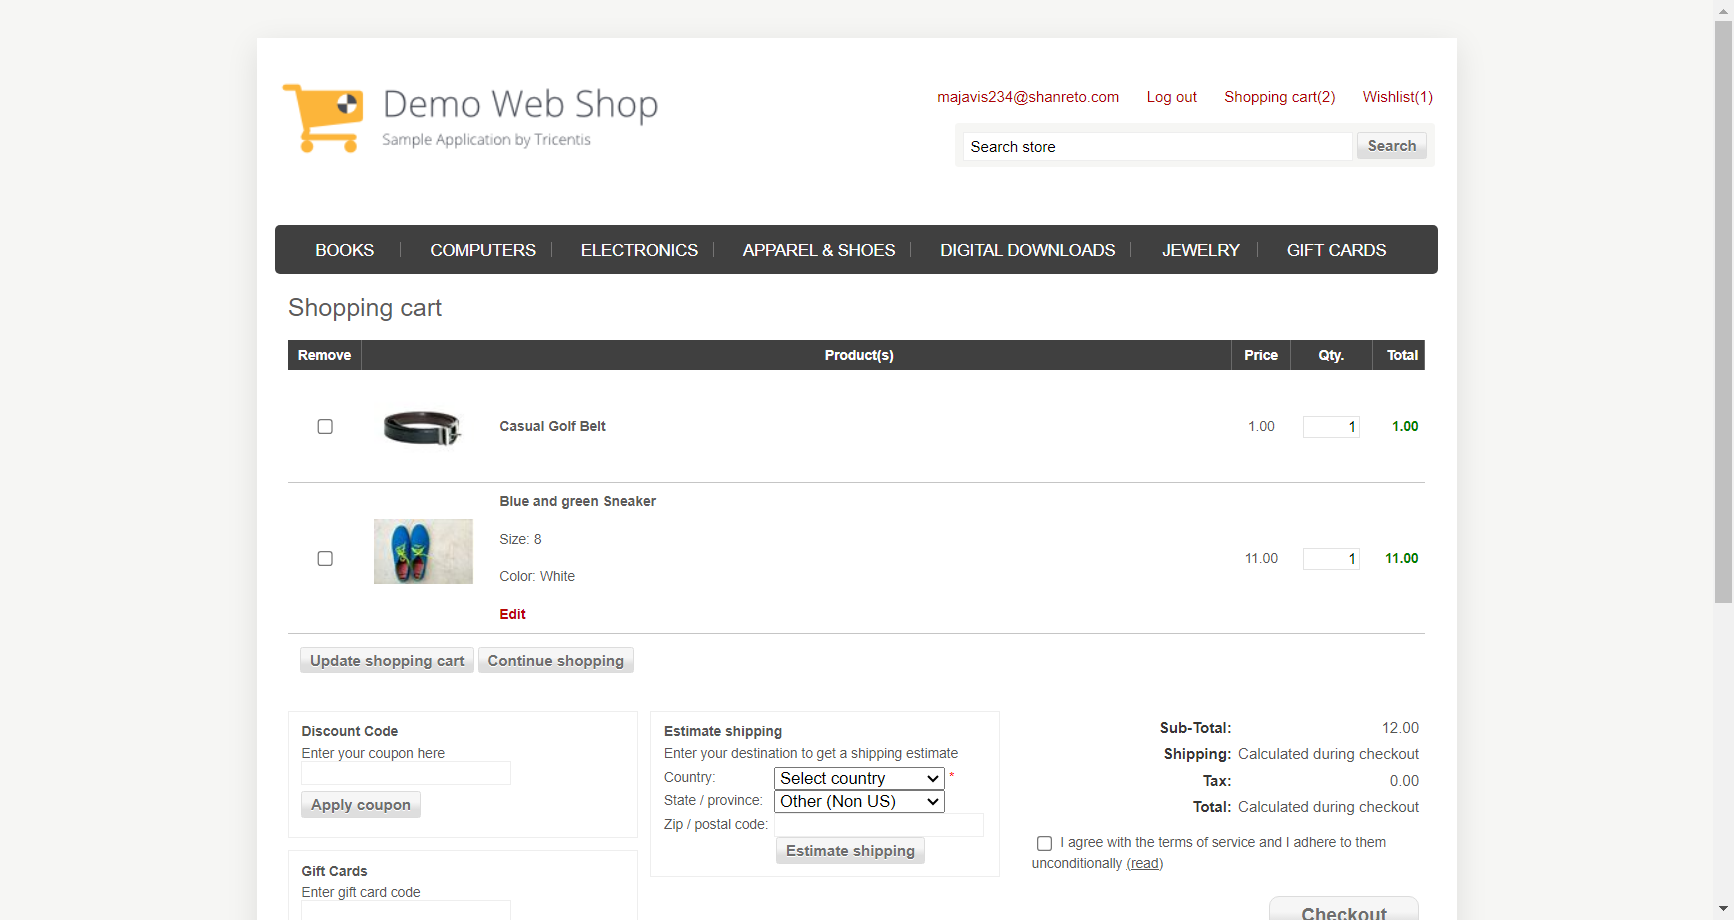 Demo Web Shop
Sample Application by Tricentis
majavis234@shanreto.com Log out Shopping cart(2) Wishlist(1)
Search store Search
BOOKS COMPUTERS ELECTRONICS APPAREL & SHOES DIGITAL DOWNLOADS JEWELRY GIFT CARDS
Shopping cart
Remove Product(s) Price Qty. Total
Casual Golf Belt 1.00 1 1.00
Blue and green Sneaker
Size: 8
Color: White
11.00 1 11.00
Edit
Update shopping cart Continue shopping
Discount Code
Enter your coupon here
Apply coupon
Gift Cards
Enter gift card code
Estimate shipping
Enter your destination to get a shipping estimate
Country: Select country *
State / province: Other (Non US)
Zip / postal code:
Estimate shipping
Sub-Total: 12.00
Shipping: Calculated during checkout
Tax: 0.00
Total: Calculated during checkout
I agree with the terms of service and I adhere to them
unconditionally (read)
Checkout